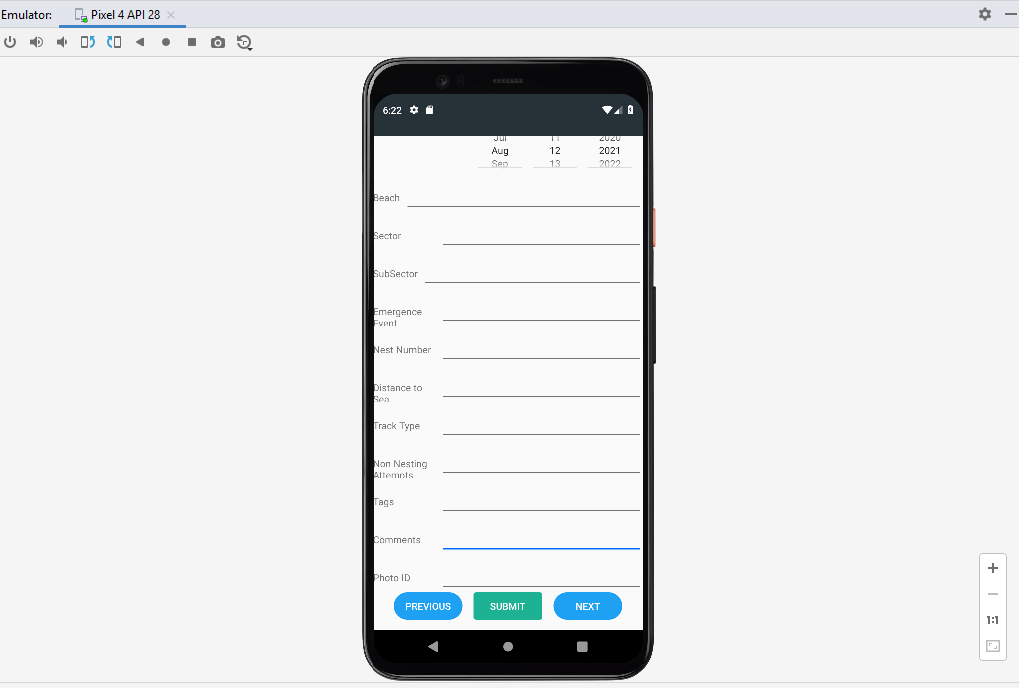 Emulator: Pixel 4 API 28
6:22
Jul 11 2020
Aug 12 2021
Sep 13 2022
Beach
Sector
SubSector
Emergence
Event
Nest Number
Distance to
Sea
Track Type
Non Nesting
Attempts
Tags
Comments
Photo ID
PREVIOUS SUBMIT NEXT
1:1